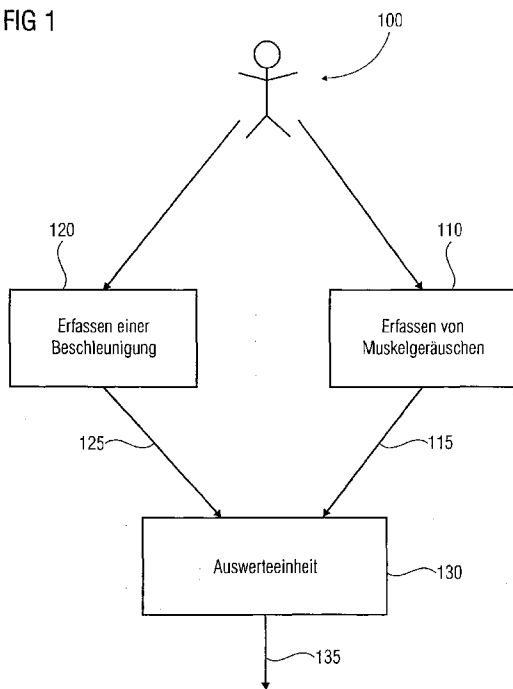 FIG 1
100
120
110
Erfassen einer
Beschleunigung
Erfassen von
Muskelgeräuschen
125
115
Auswerteeinheit
130
135